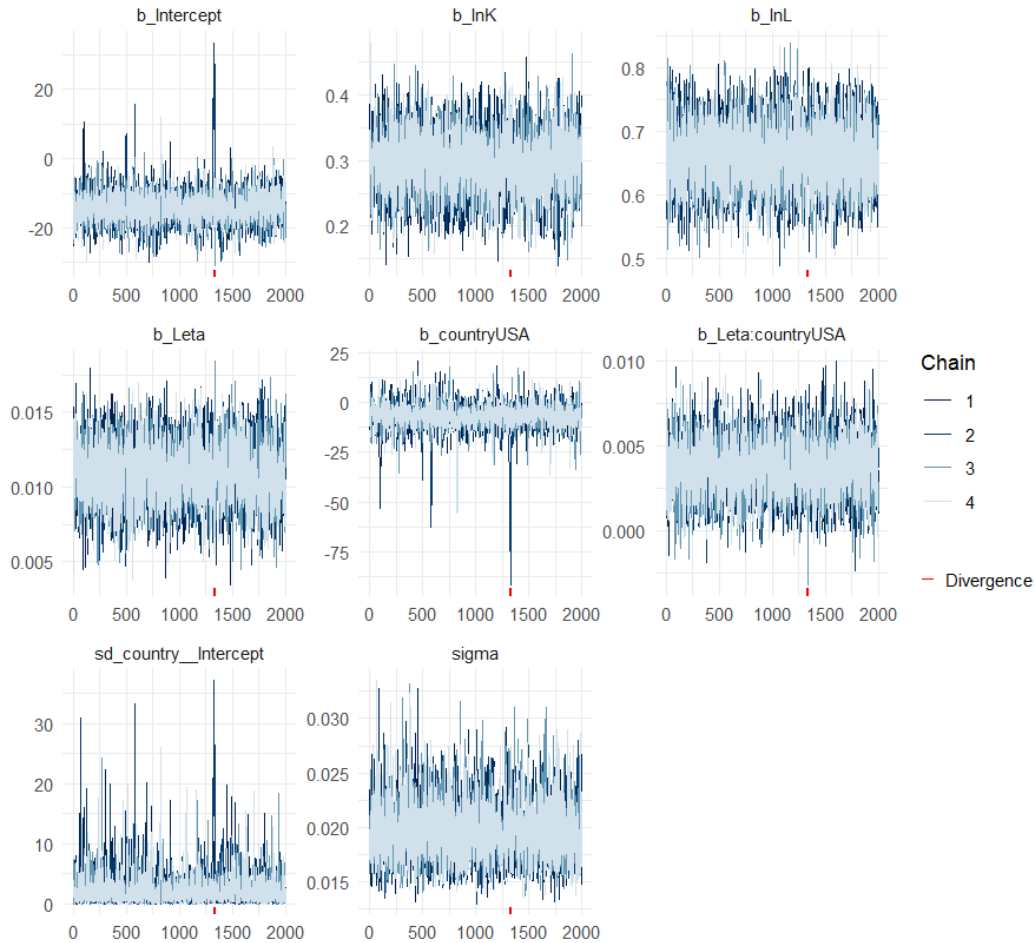 b_Intercept
20
0
-20
0 500 1000 1500 2000
b_lnK
0.4
0.3
0.2
0 500 1000 1500 2000
b_lnL
0.8
0.7
0.6
0.5
0 500 1000 1500 2000
b_Leta
0.015
0.010
0.005
0 500 1000 1500 2000
b_countryUSA
25
0
-25
-50
-75
0 500 1000 1500 2000
b_Leta:countryUSA
0.010
0.005
0.000
0 500 1000 1500 2000
sd_country__Intercept
30
20
10
0
0 500 1000 1500 2000
sigma
0.030
0.025
0.020
0.015
0 500 1000 1500 2000
Chain
1
2
3
4
Divergence